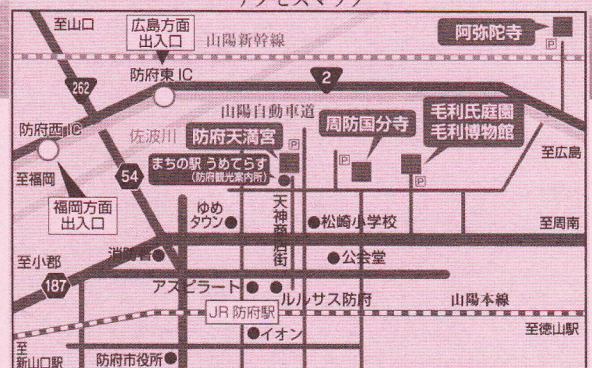 アクセスマップ
至山口
広島方面
出入口
山陽新幹線
阿弥陀寺
P
防府東IC
2
262
山陽自動車道
防府西IC
佐波川
防府天満宮
周防国分寺
毛利氏庭園
毛利博物館
P
P
P
至広島
至福岡
54
まちの駅 うめてらす
(防府観光案内所)
福岡方面
出入口
ゆめ
タウン
天神商店街
松崎小学校
至周南
消防署
公会堂
至小郡
187
アスピラート
ルルサス防府
山陽本線
JR 防府駅
至徳山駅
イオン
至
新山口駅
防府市役所